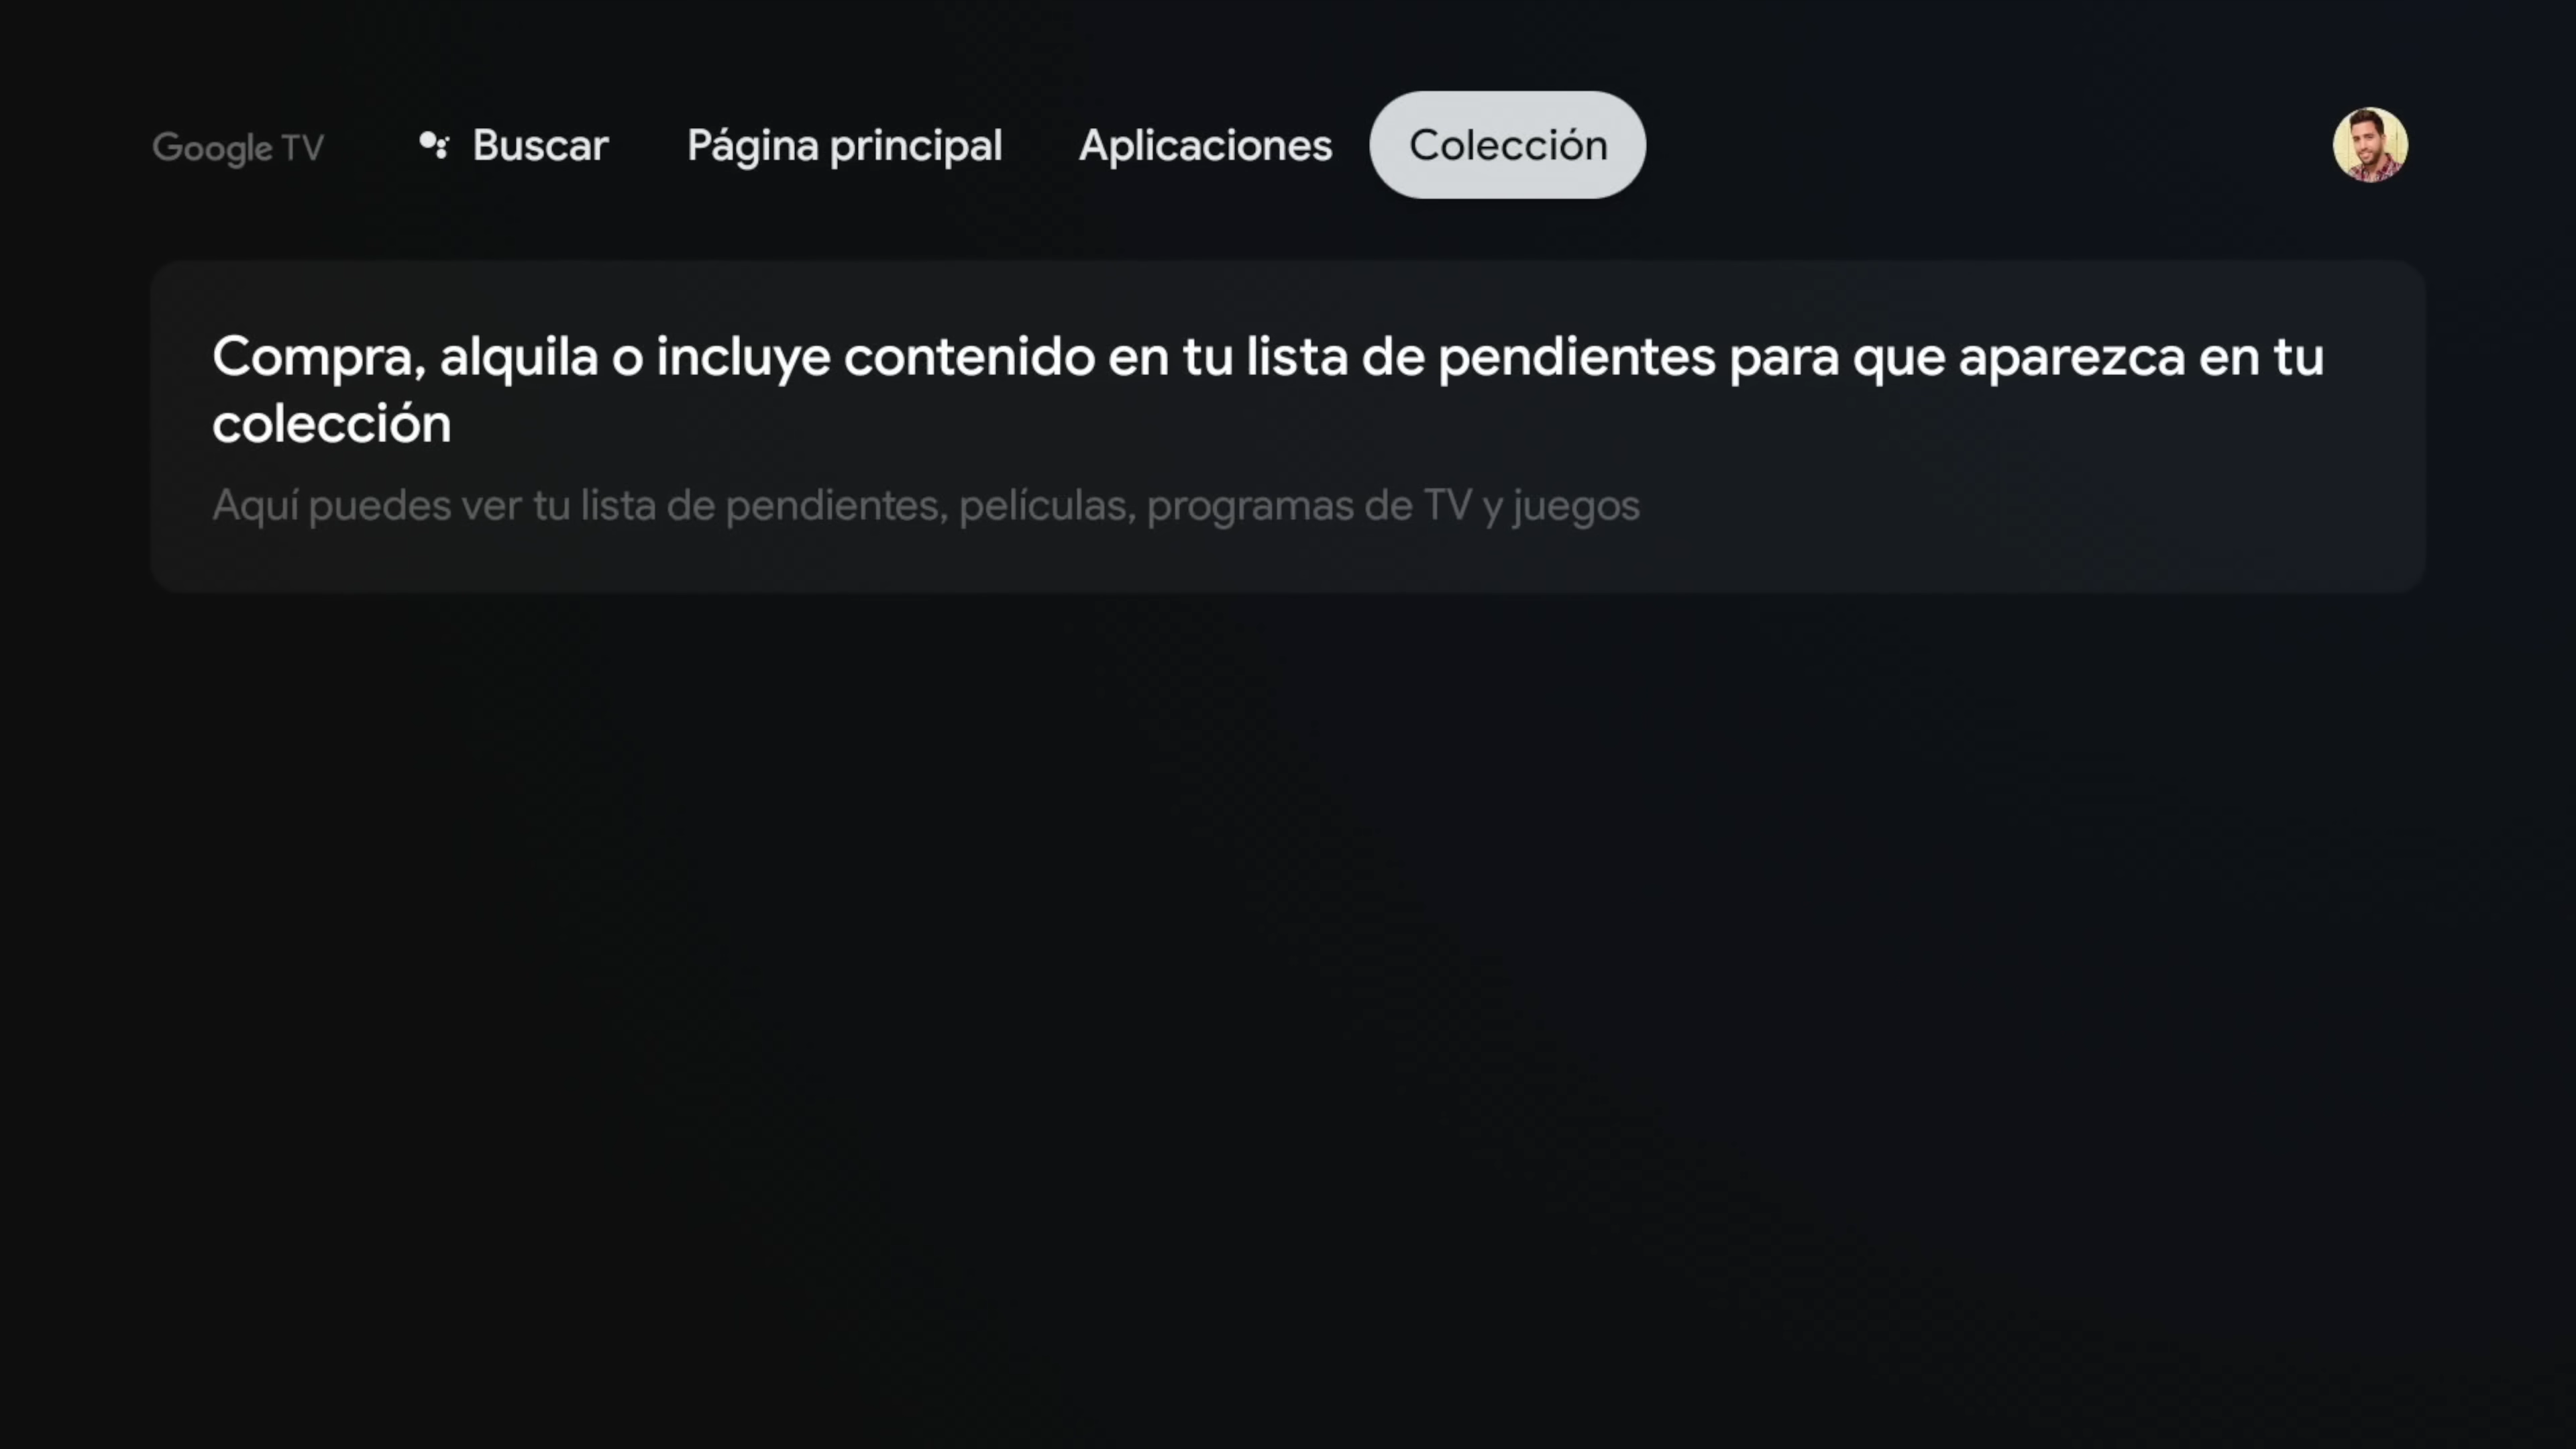 Google TV Buscar Página principal Aplicaciones Colección
Compra, alquila o incluye contenido en tu lista de pendientes para que aparezca en tu
colección
Aquí puedes ver tu lista de pendientes, películas, programas de TV y juegos